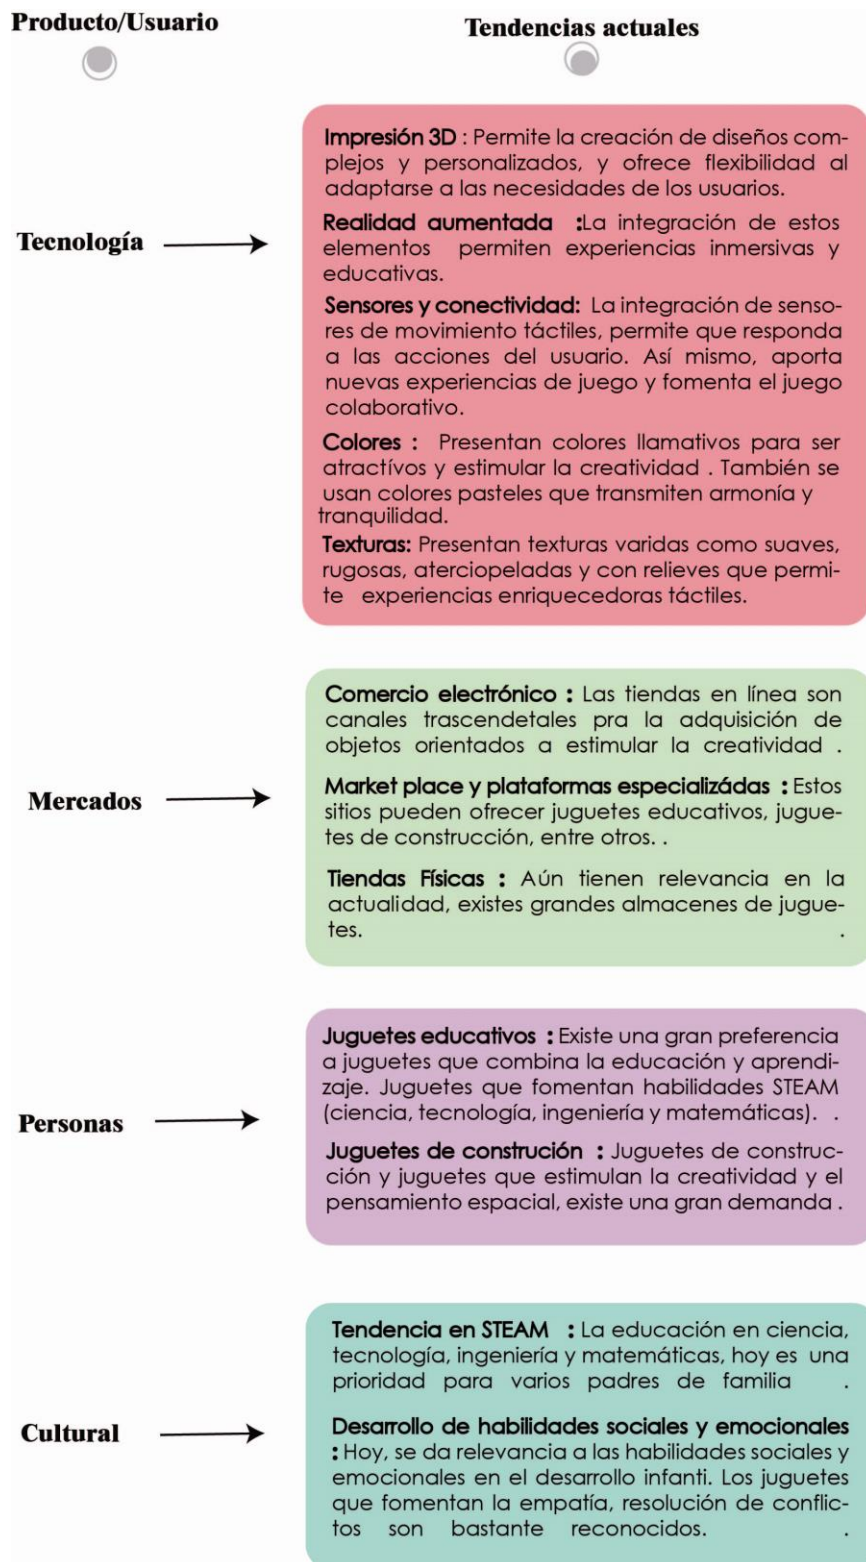 Producto/Usuario
Tendencias actuales
Tecnología
Impresión 3D : Permite la creación de diseños com-
plejos y personalizados, y ofrece flexibilidad al
adaptarse a las necesidades de los usuarios.
Realidad aumentada :La integración de estos
elementos permiten experiencias inmersivas y
educativas.
Sensores y conectividad: La integración de senso-
res de movimiento táctiles, permite que responda
a las acciones del usuario. Así mismo, aporta
nuevas experiencias de juego y fomenta el juego
colaborativo.
Colores : Presentan colores llamativos para ser
atractívos y estimular la creatividad . También se
usan colores pasteles que transmiten armonía y
tranquilidad.
Texturas: Presentan texturas varidas como suaves,
rugosas, aterciopeladas y con relieves que permi-
te experiencias enriquecedoras táctiles.
Mercados
Comercio electrónico : Las tiendas en línea son
canales trascendetales pra la adquisición de
objetos orientados a estimular la creatividad .
Market place y plataformas especializádas : Estos
sitios pueden ofrecer juguetes educativos, jugue-
tes de construcción, entre otros. .
Tiendas Físicas : Aún tienen relevancia en la
actualidad, existes grandes almacenes de jugue-
tes. .
Personas
Juguetes educativos : Existe una gran preferencia
a juguetes que combina la educación y aprendi-
zaje. Juguetes que fomentan habilidades STEAM
(ciencia, tecnología, ingeniería y matemáticas). .
Juguetes de construción : Juguetes de construc-
ción y juguetes que estimulan la creatividad y el
pensamiento espacial, existe una gran demanda .
Cultural
Tendencia en STEAM : La educación en ciencia,
tecnología, ingeniería y matemáticas, hoy es una
prioridad para varios padres de familia .
Desarrollo de habilidades sociales y emocionales
: Hoy, se da relevancia a las habilidades sociales y
emocionales en el desarrollo infanti. Los juguetes
que fomentan la empatía, resolución de conflic-
tos son bastante reconocidos. .